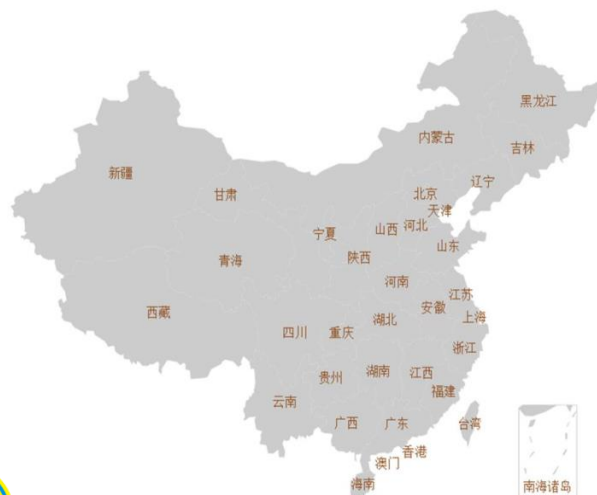 黑龙江
内蒙古
吉林
新疆
辽宁
甘肃
北京
天津
河北
山西
宁夏
山东
陕西
青海
河南
江苏
安徽
西藏
上海
湖北
四川
重庆
浙江
湖南
江西
贵州
福建
云南
广西
广东
台湾
香港
澳门
海南
南海诸岛